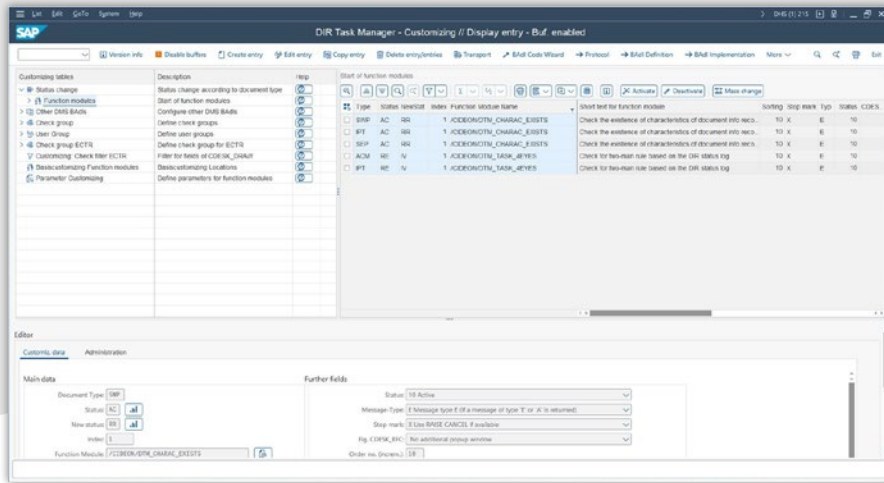 List Edit GoTo System Help
DHS (1) 215
SAP
DIR Task Manager - Customizing // Display entry - Buf. enabled
Version info Disable buffers Create entry Edit entry Copy entry Delete entry/entries Transport BAdI Code Wizard Protocol BAdI Definition BAdI Implementation More Exit
Customizing tables Description Help
Status change Status change according to document type
Function modules Start of function modules
Other DMS BAdIs Configure other DMS BAdIs
Check group Define check groups
User Group Define user groups
Check group ECTR Define check group for ECTR
Customizing: Check filter ECTR Filter for fields of CDESK_DRAW
Basiscustomizing Function modules Basiscustomizing Locations
Parameter Customizing Define parameters for function modules
Start of function modules
Activate Deactivate Mass change
Type Status NewStat Index Function Module Name Short text for function module Sorting Stop mark Typ Status CDES
SWP AC RR 1 /CIDEON/DTM_CHARAC_EXISTS Check the existence of characteristics of document info reco.. 10 X E 10
IPT AC RR 1 /CIDEON/DTM_CHARAC_EXISTS Check the existence of characteristics of document info reco.. 10 X E 10
SEP AC RR 1 /CIDEON/DTM_CHARAC_EXISTS Check the existence of characteristics of document info reco.. 10 X E 10
ACM RE IV 1 /CIDEON/DTM_TASK_4EYES Check for two-man rule based on the DIR status log 10 X E 10
IPT RE IV 1 /CIDEON/DTM_TASK_4EYES Check for two-man rule based on the DIR status log 10 X E 10
Editor
Customiz. data Administration
Main data Further fields
Document Type: SWP Status: 10 Active
Status: AC Message-Type: E Message type E (if a message of type 'E' or 'A' is returned)
New status: RR Stop mark: X Use RAISE CANCEL if available
Index: 1 Fig. CDESK_RFC: No additional popup window
Function Module: /CIDEON/DTM_CHARAC_EXISTS Order no. (increm.): 10